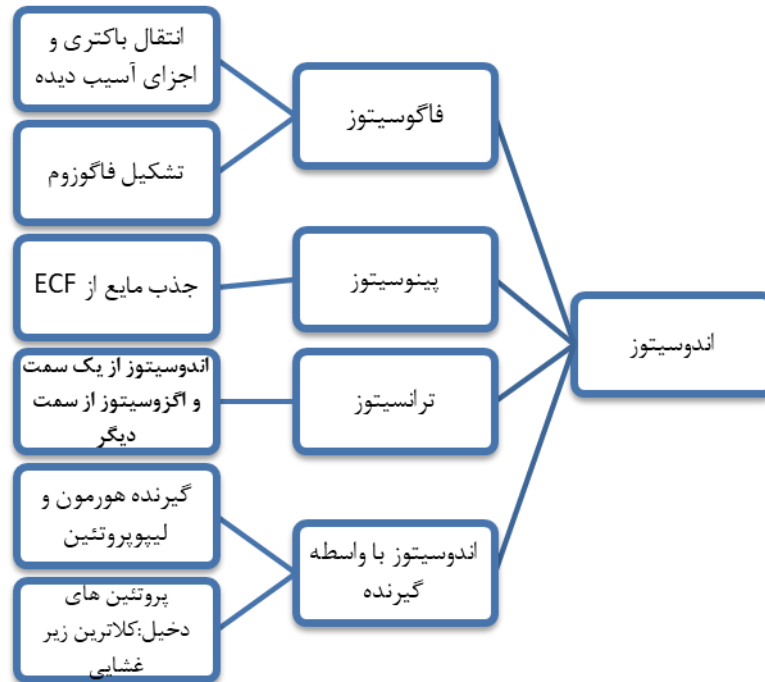 اندوسیتوز
فاگوسیتوز
انتقال باکتری و
اجزای آسیب دیده
تشکیل فاگوزوم
پینوسیتوز
جذب مایع از ECF
ترانسیتوز
اندوسیتوز از یک سمت
و اگزوسیتوز از سمت
دیگر
اندوسیتوز با واسطه
گیرنده
گیرنده هورمون و
لیپوپروتئین
پروتئین های
دخیل:کلاترین زیر
غشایی